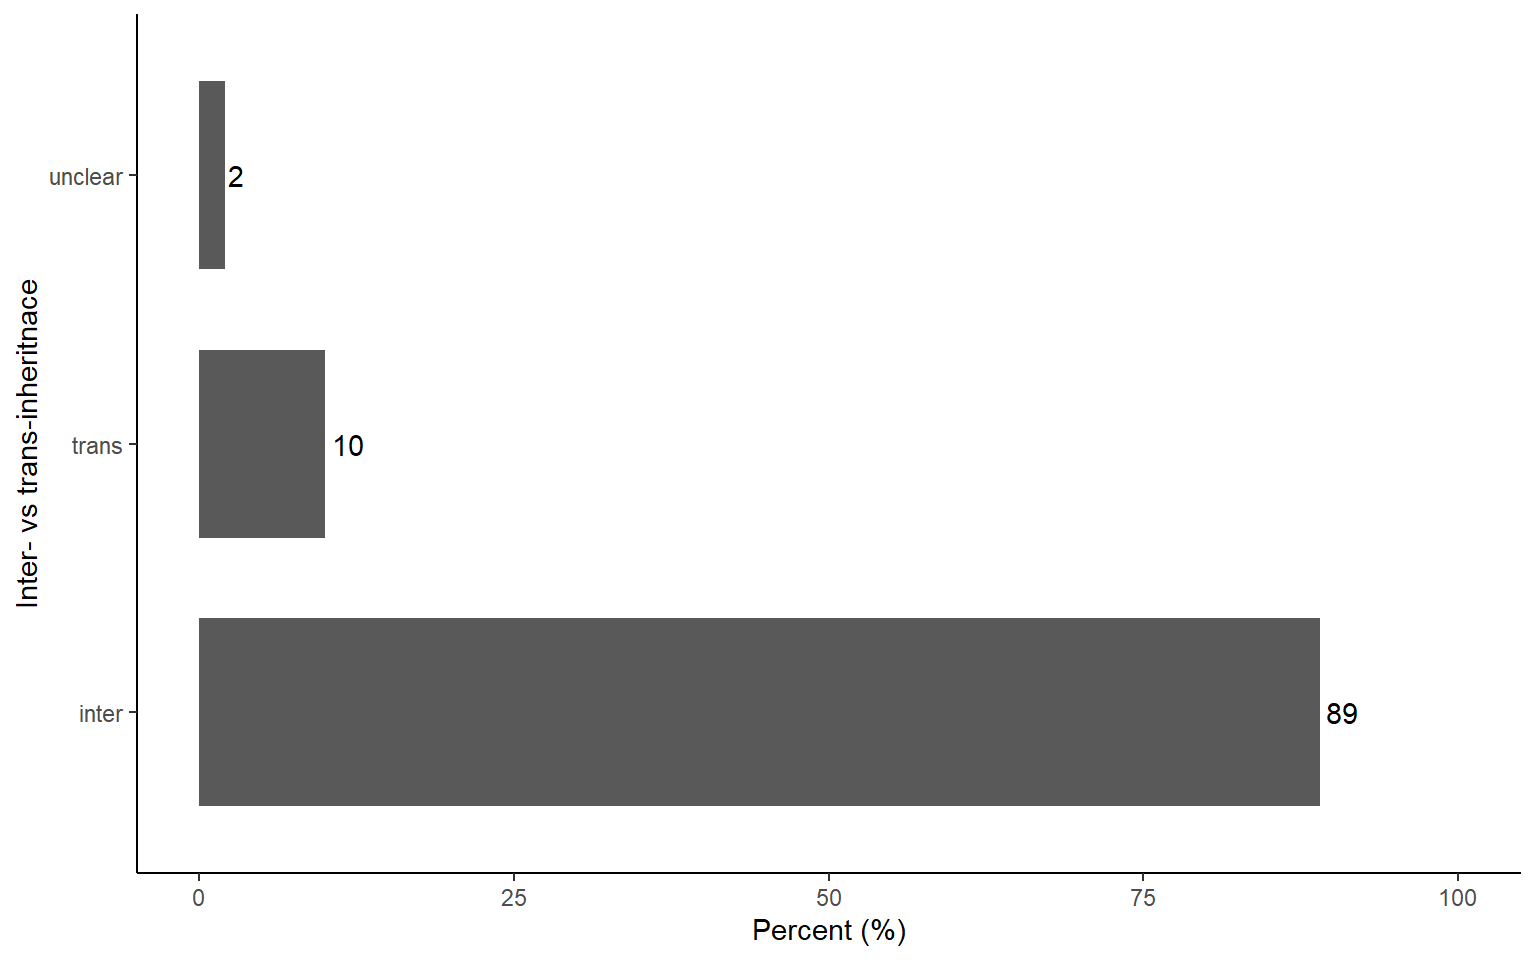 Inter- vs trans-inheritnace
unclear
2
trans
10
inter
89
0
25
50
75
100
Percent (%)